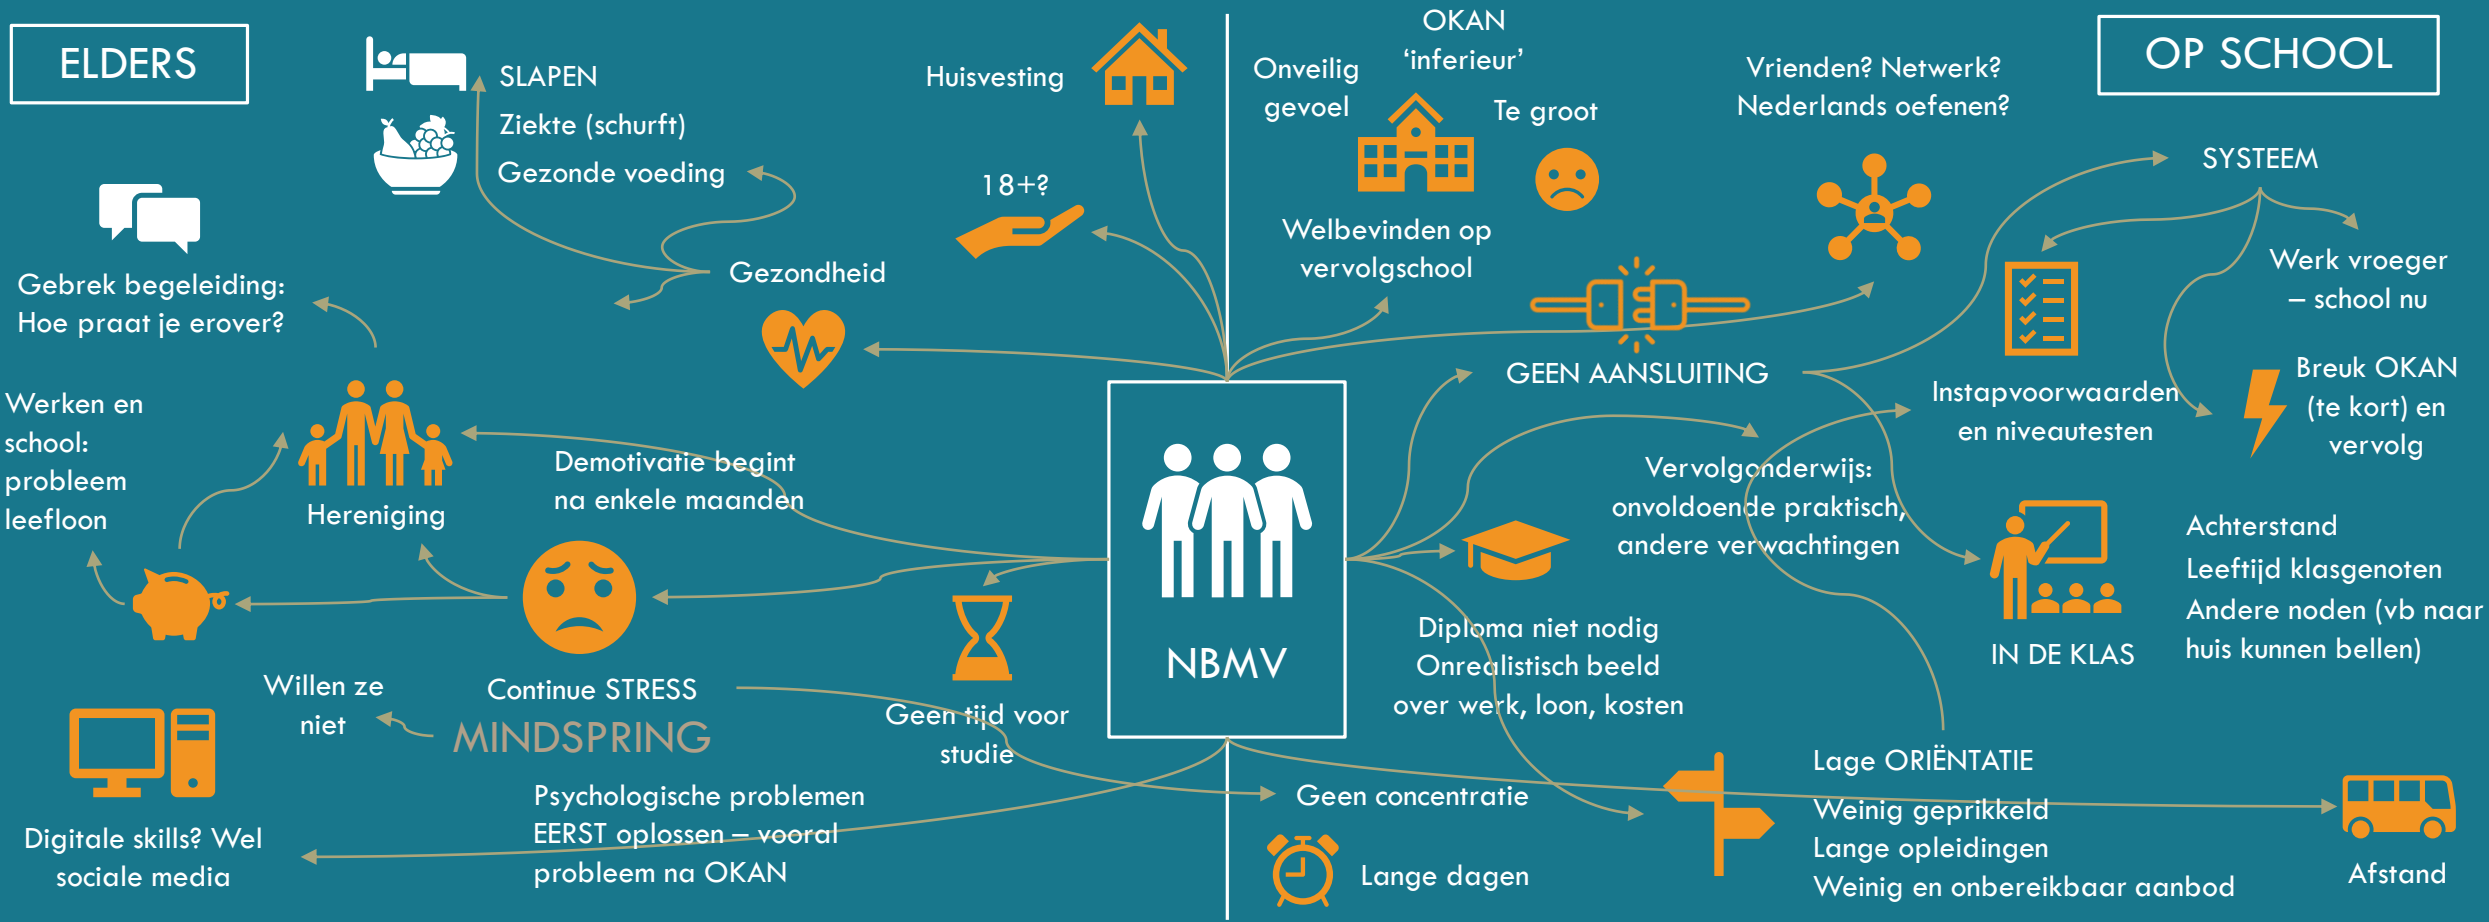 ELDERS
SLAPEN
Ziekte (schurft)
Gezonde voeding
Huisvesting
18+?
Gezondheid
Gebrek begeleiding:
Hoe praat je erover?
Werken en
school:
probleem
leefloon
Hereniging
Demotivatie begint
na enkele maanden
Continue STRESS
MINDSPRING
Willen ze
niet
Geen tijd voor
studie
Psychologische problemen
EERST oplossen – vooral
probleem na OKAN
Digitale skills? Wel
sociale media
NBMV
OP SCHOOL
Onveilig
gevoel
OKAN
‘inferieur’
Te groot
Welbevinden op
vervolgschool
Vrienden? Netwerk?
Nederlands oefenen?
SYSTEEM
Werk vroeger
– school nu
GEEN AANSLUITING
Instapvoorwaarden
en niveautesten
Breuk OKAN
(te kort) en
vervolg
Vervolgonderwijs:
onvoldoende praktisch,
andere verwachtingen
IN DE KLAS
Achterstand
Leeftijd klasgenoten
Andere noden (vb naar
huis kunnen bellen)
Diploma niet nodig
Onrealistisch beeld
over werk, loon, kosten
Geen concentratie
Lange dagen
Lage ORIËNTATIE
Weinig geprikkeld
Lange opleidingen
Weinig en onbereikbaar aanbod
Afstand